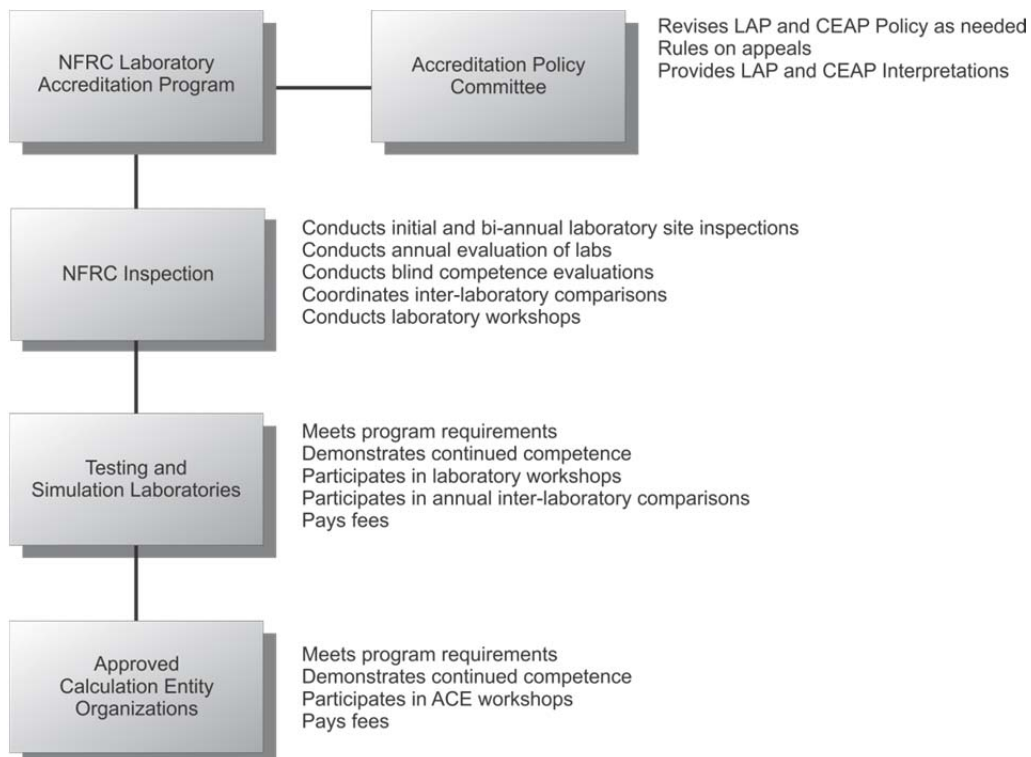 NFRC Laboratory
Accreditation Program
Accreditation Policy
Committee
Revises LAP and CEAP Policy as needed
Rules on appeals
Provides LAP and CEAP Interpretations
NFRC Inspection
Conducts initial and bi-annual laboratory site inspections
Conducts annual evaluation of labs
Conducts blind competence evaluations
Coordinates inter-laboratory comparisons
Conducts laboratory workshops
Testing and
Simulation Laboratories
Meets program requirements
Demonstrates continued competence
Participates in laboratory workshops
Participates in annual inter-laboratory comparisons
Pays fees
Approved
Calculation Entity
Organizations
Meets program requirements
Demonstrates continued competence
Participates in ACE workshops
Pays fees